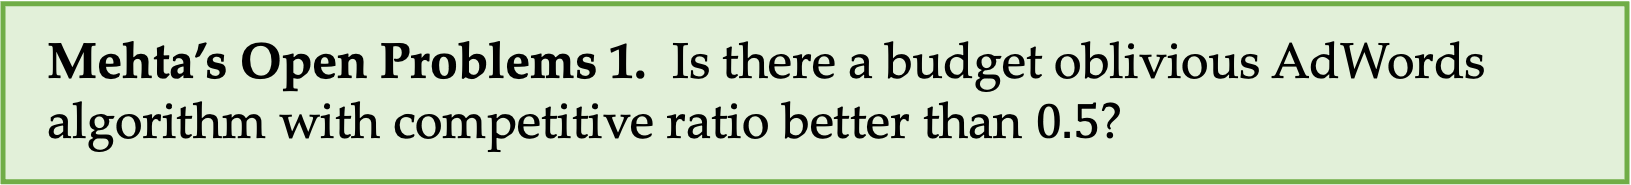 Mehta's Open Problems 1. Is there a budget oblivious AdWords
algorithm with competitive ratio better than 0.5?